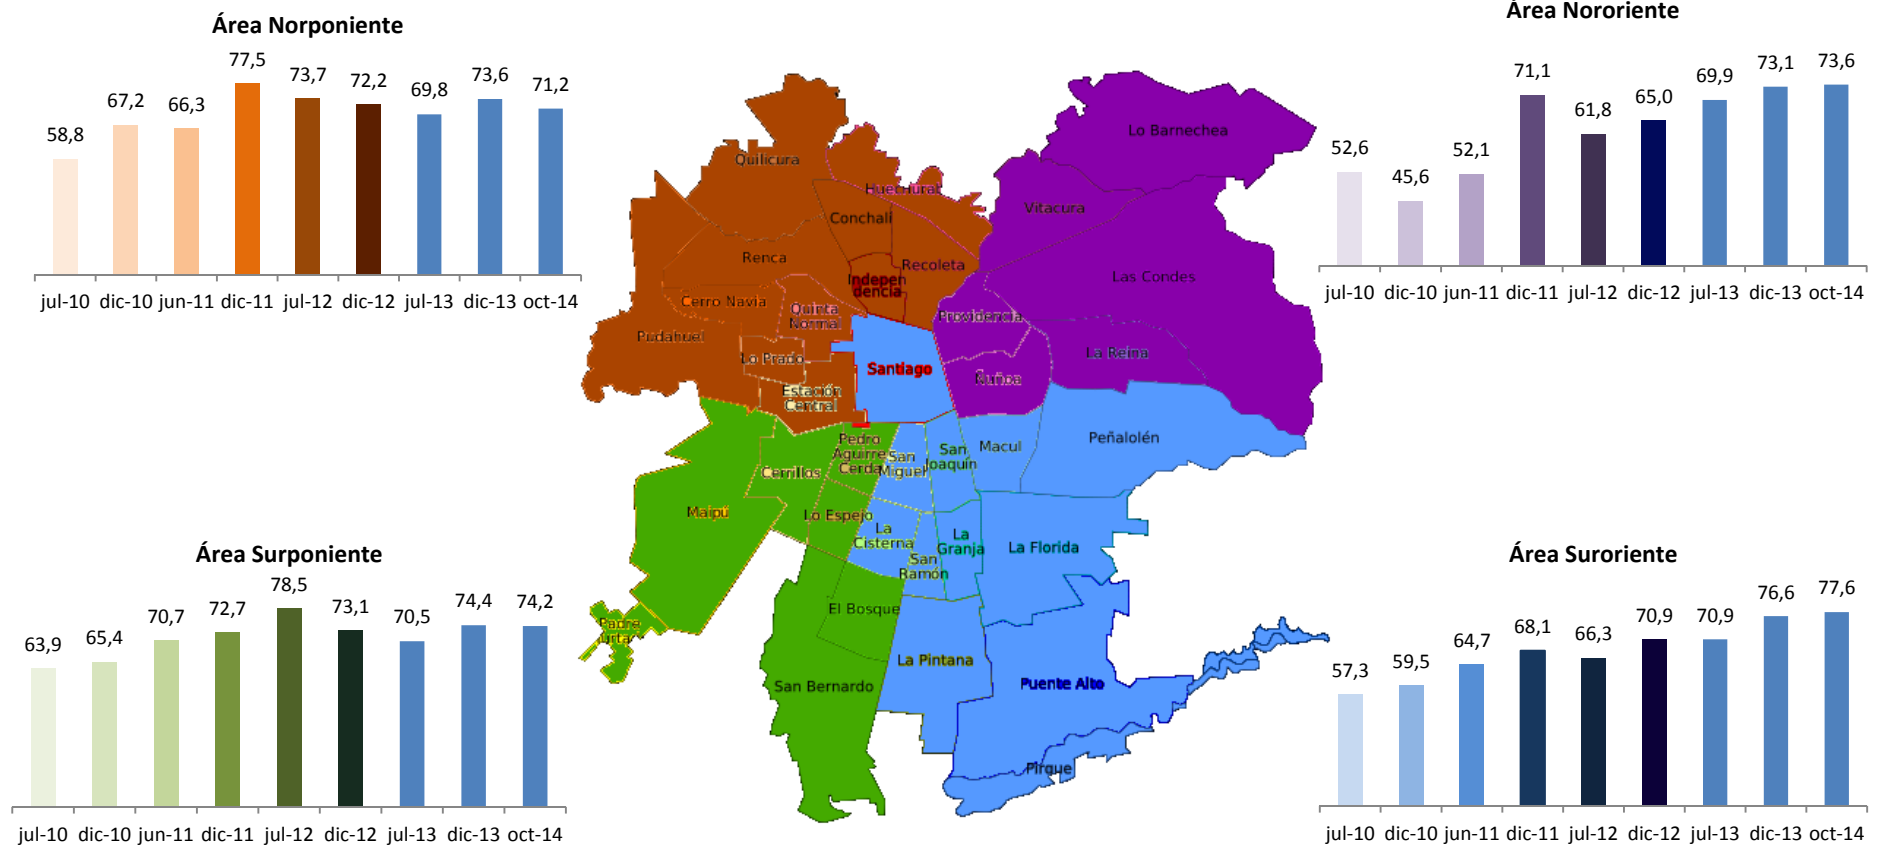 Área Norponiente
58,8
67,2
66,3
77,5
73,7
72,2
69,8
73,6
71,2
jul-10 dic-10 jun-11 dic-11 jul-12 dic-12 jul-13 dic-13 oct-14
Área Nororiente
52,6
45,6
52,1
71,1
61,8
65,0
69,9
73,1
73,6
jul-10 dic-10 jun-11 dic-11 jul-12 dic-12 jul-13 dic-13 oct-14
Lo Barnechea
Quilicura
Huechurat
Vitacura
Conchalí
Renca
Recoleta
Las Condes
Indepen
dencia
Cerro Navia
Quinta
Normal
Providencia
Pudahuel
Lo Prado
La Reina
Santiago
Ñuñoa
Estación
Central
Pedro
Aguirre
Cerda
San
Miguel
San
Joaquín
Macul
Peñalolén
Cerrillos
Maipú
Lo Espejo
La
Cisterna
La
Granja
La Florida
San
Ramón
El Bosque
Padre
La Pintana
San Bernardo
Puente Alto
Pirque
Área Surponiente
63,9
65,4
70,7
72,7
78,5
73,1
70,5
74,4
74,2
jul-10 dic-10 jun-11 dic-11 jul-12 dic-12 jul-13 dic-13 oct-14
Área Suroriente
57,3
59,5
64,7
68,1
66,3
70,9
70,9
76,6
77,6
jul-10 dic-10 jun-11 dic-11 jul-12 dic-12 jul-13 dic-13 oct-14